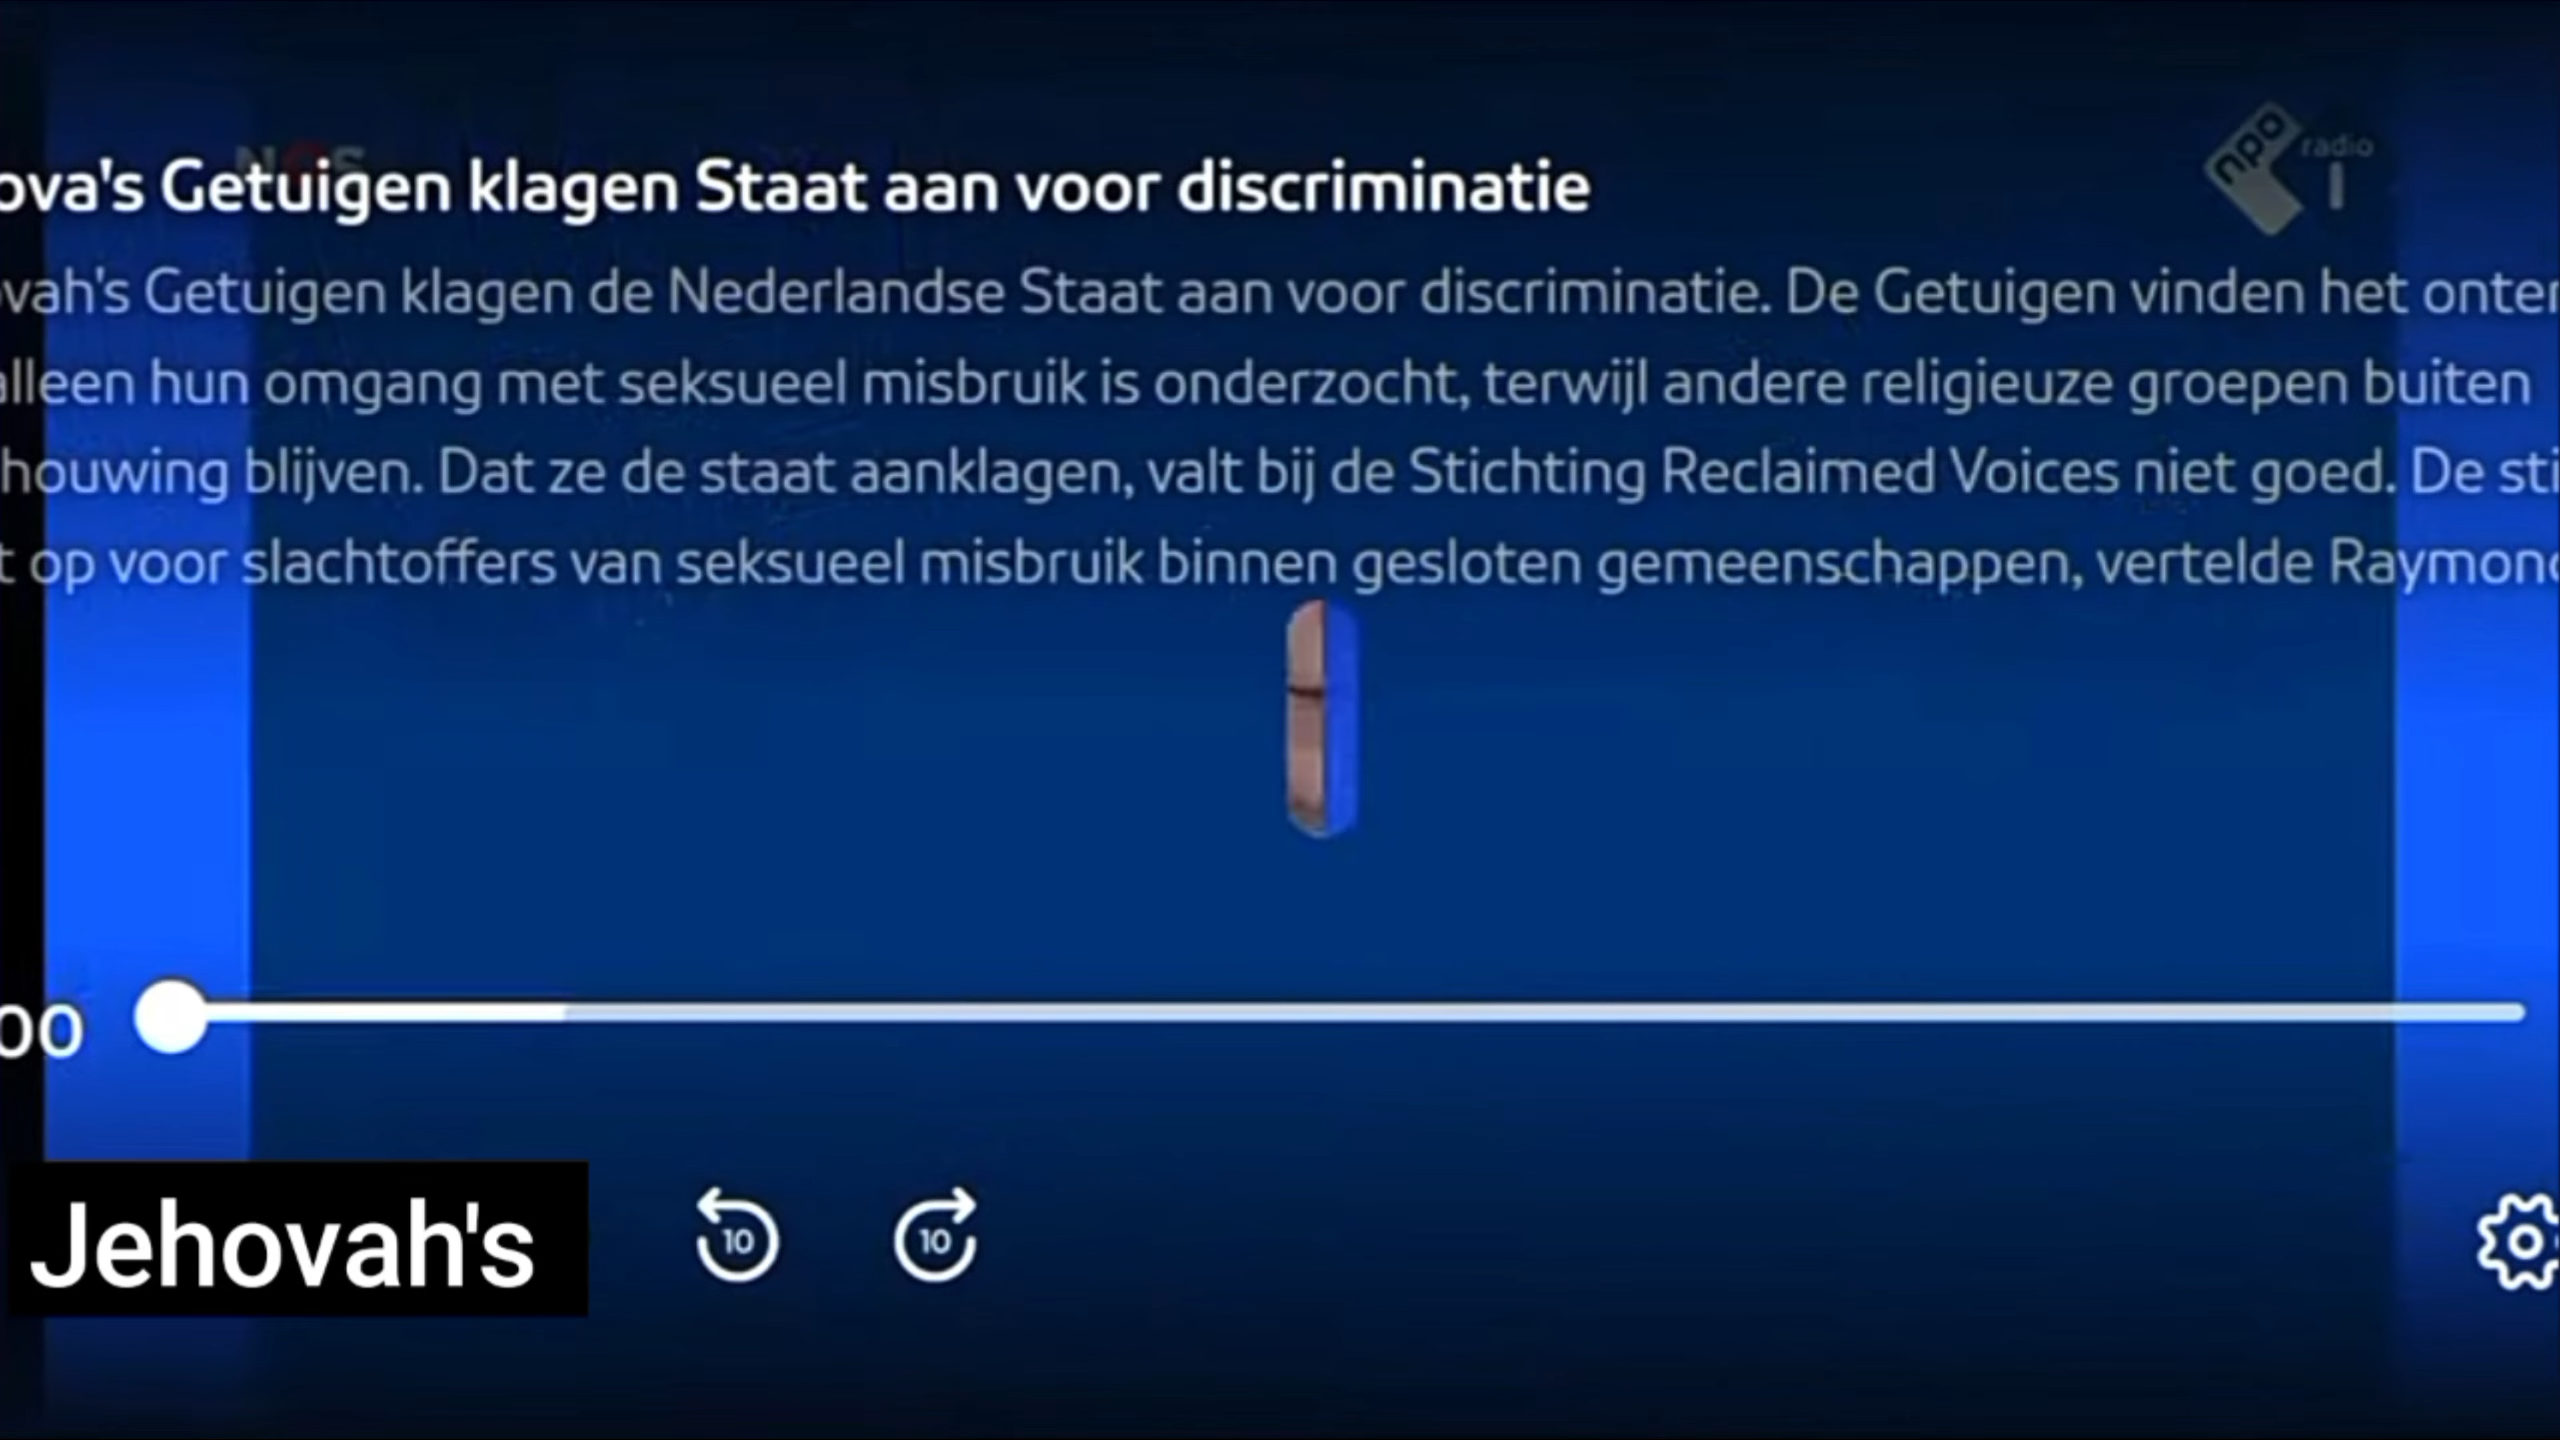 ova's Getuigen klagen Staat aan voor discriminatie
npo radio 1
vah's Getuigen klagen de Nederlandse Staat aan voor discriminatie. De Getuigen vinden het onter
alleen hun omgang met seksueel misbruik is onderzocht, terwijl andere religieuze groepen buiten
houwing blijven. Dat ze de staat aanklagen, valt bij de Stichting Reclaimed Voices niet goed. De sti
t op voor slachtoffers van seksueel misbruik binnen gesloten gemeenschappen, vertelde Raymond
00
Jehovah's
10
10